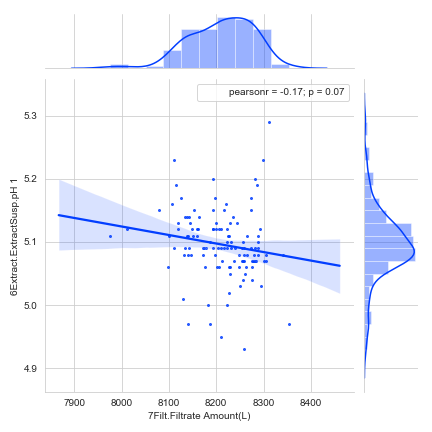 pearsonr = -0.17; p = 0.07
5.3
5.2
5.1
5.0
4.9
6Extract.ExtractSusp.pH 1
7900 8000 8100 8200 8300 8400
7Filt.Filtrate Amount(L)